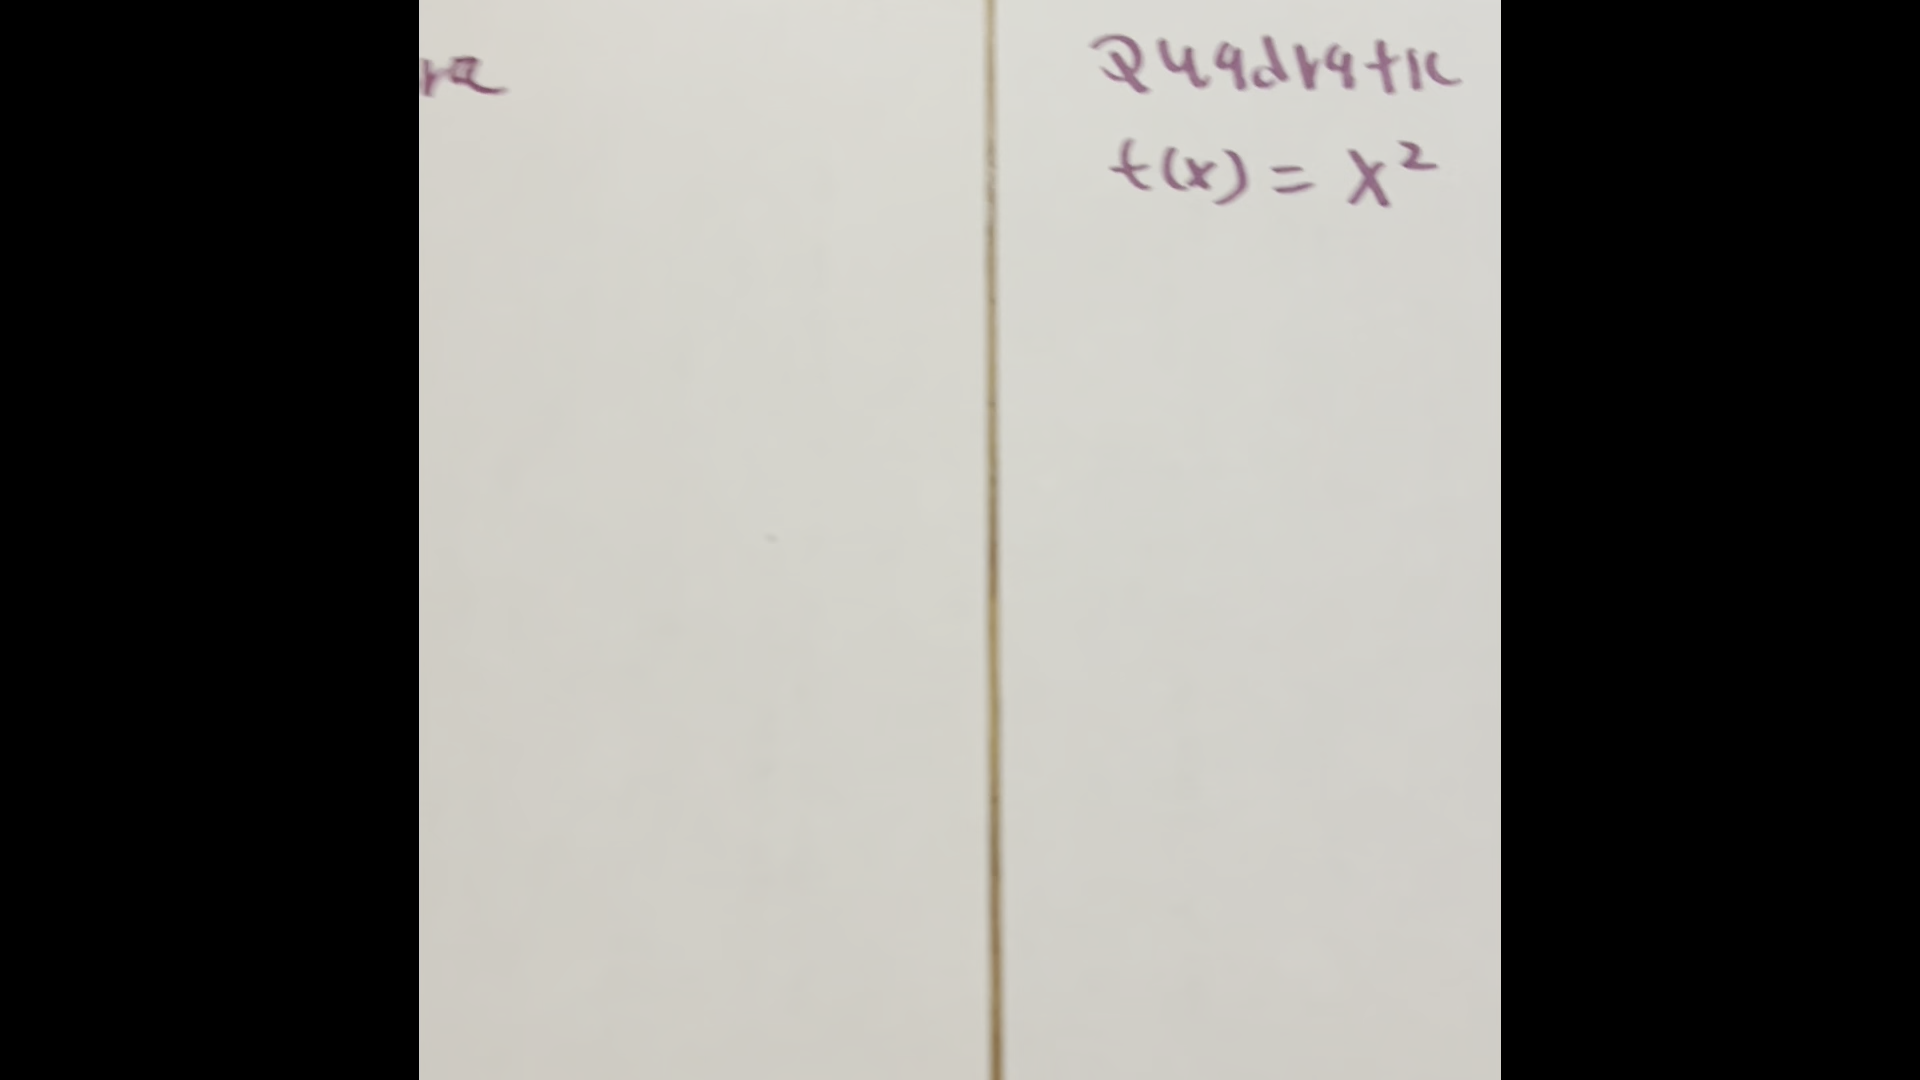 ra
Quadratic
f(x) = x²